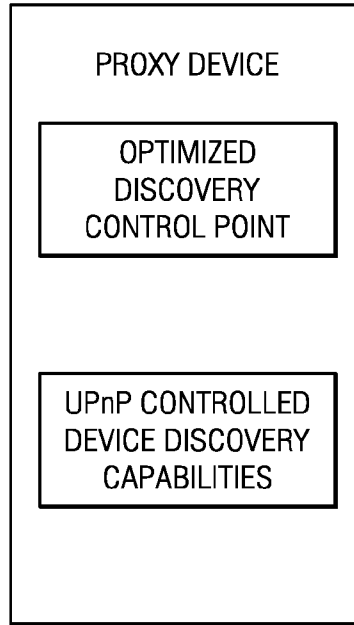 PROXY DEVICE
OPTIMIZED
DISCOVERY
CONTROL POINT
UPnP CONTROLLED
DEVICE DISCOVERY
CAPABILITIES